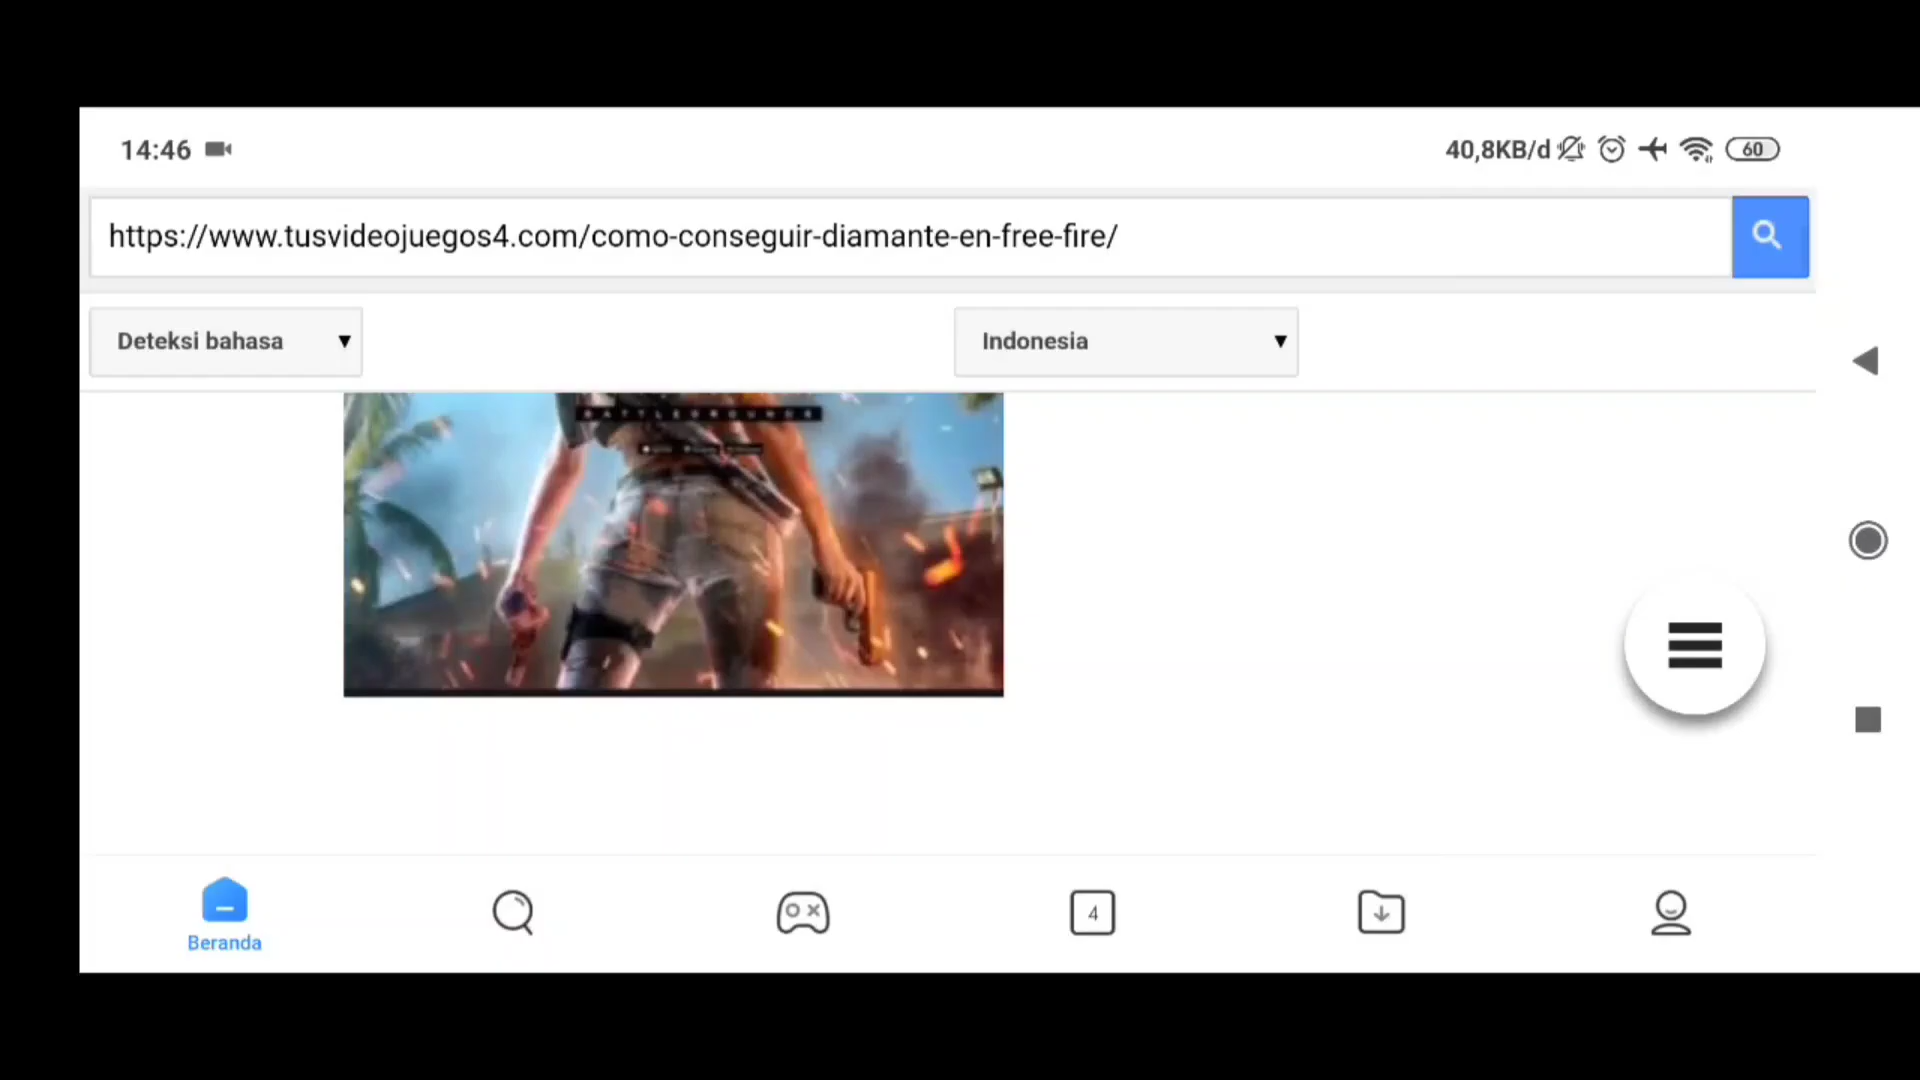 14:46
40,8KB/d
60
https://www.tusvideojuegos4.com/como-conseguir-diamante-en-free-fire/
Deteksi bahasa
Indonesia
BATTLEGROUNDS
4
Beranda